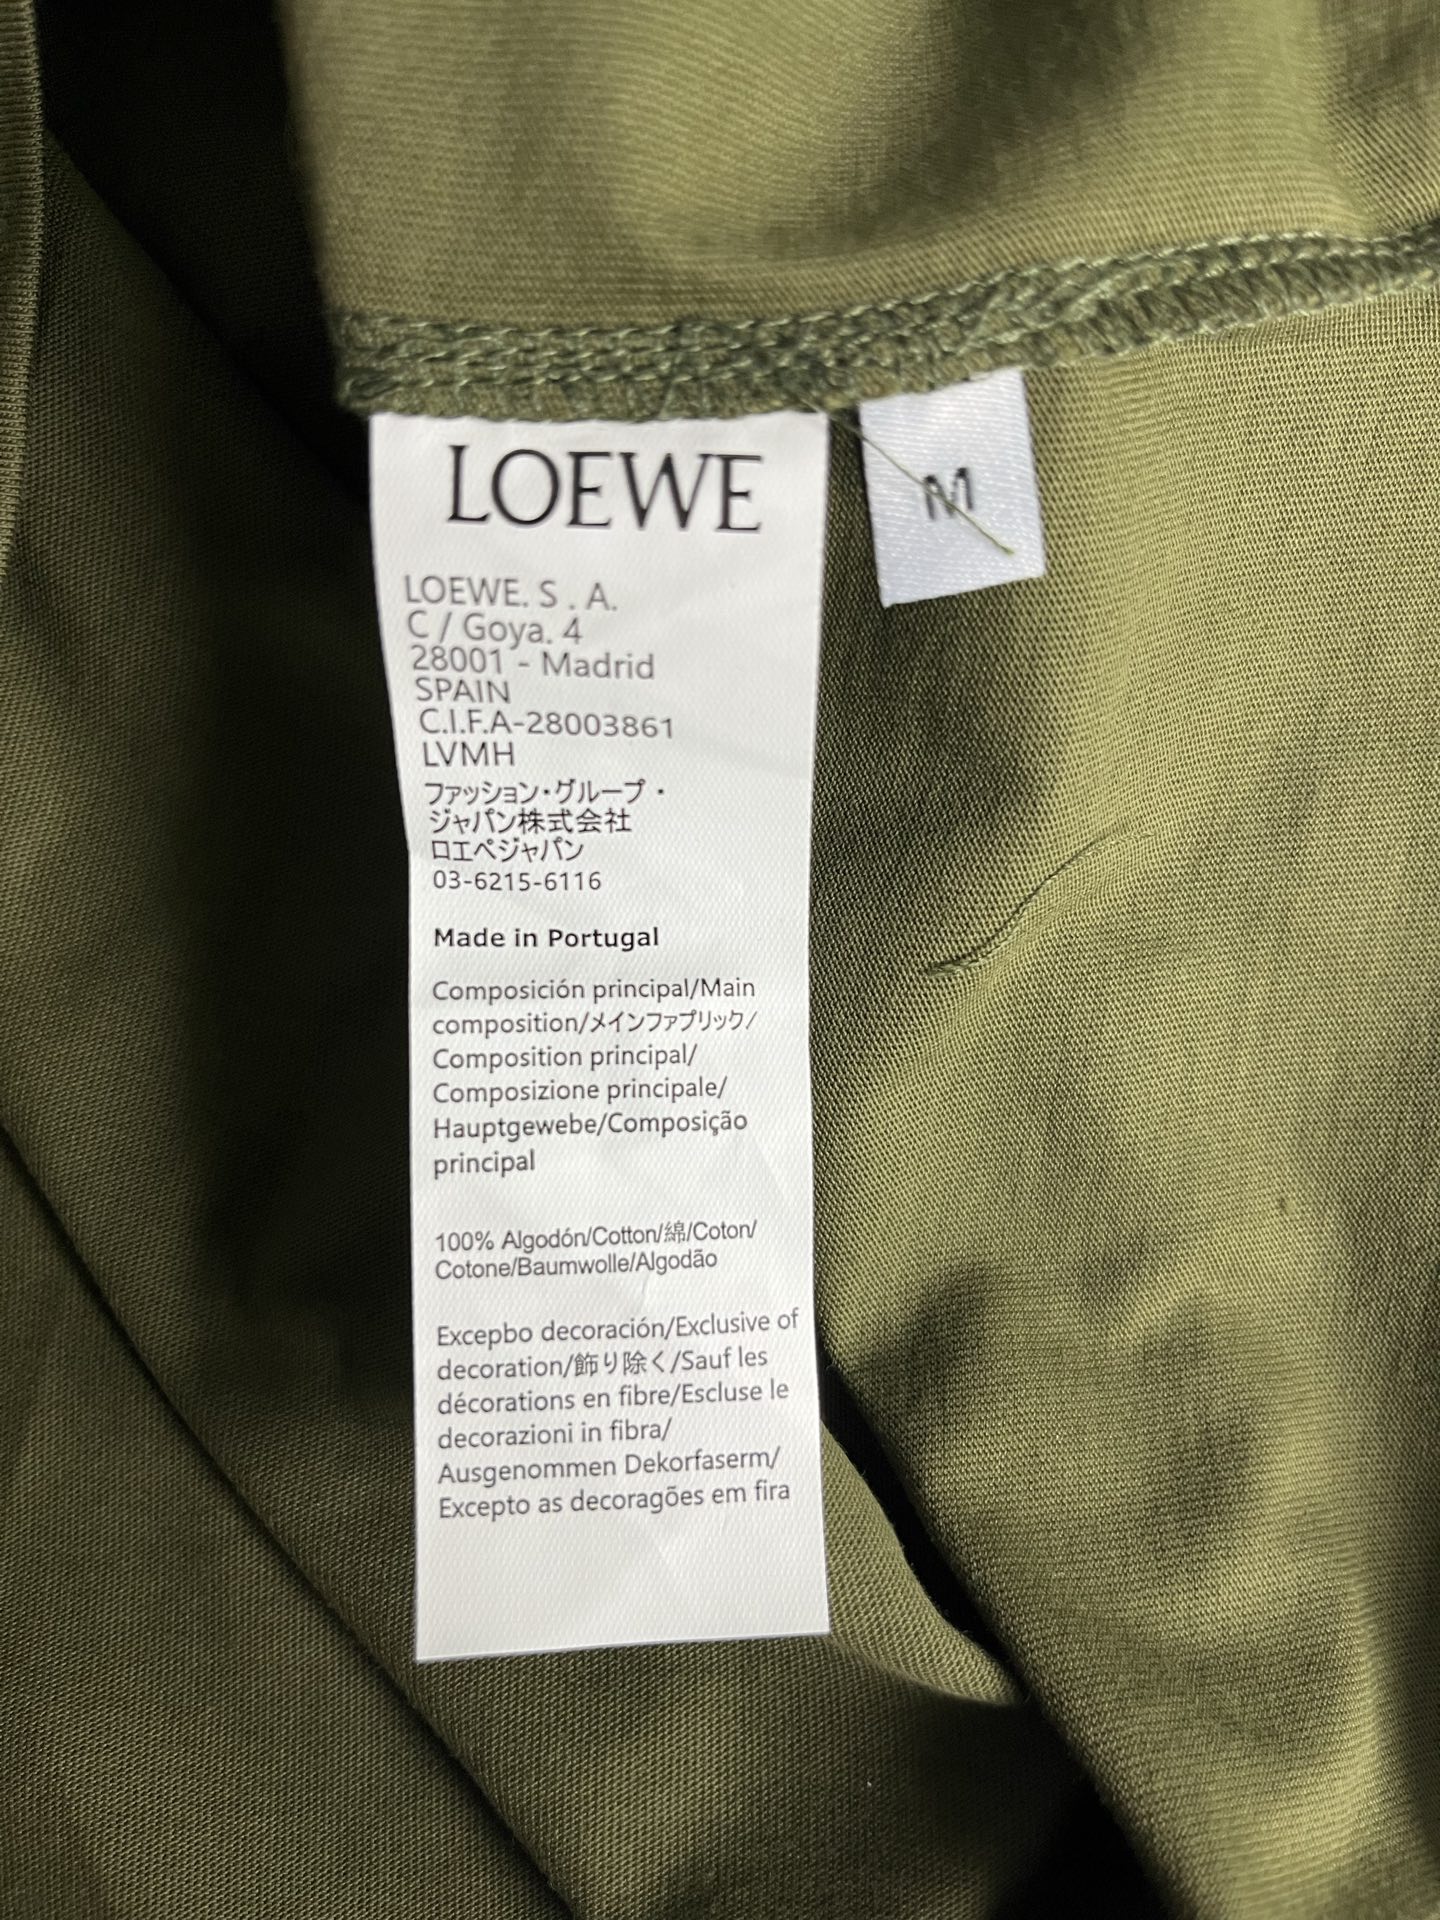 LOEWE
M
LOEWE. S . A.
C / Goya. 4
28001 - Madrid
SPAIN
C.I.F.A-28003861
LVMH
ファッション・グループ・
ジャパン株式会社
ロエペジャパン
03-6215-6116
Made in Portugal
Composición principal/Main
composition/メインファプリック/
Composition principal/
Composizione principale/
Hauptgewebe/Composição
principal
100% Algodón/Cotton/綿/Coton/
Cotone/Baumwolle/Algodão
Excepbo decoración/Exclusive of
decoration/飾り除く/Sauf les
décorations en fibre/Escluse le
decorazioni in fibra/
Ausgenommen Dekorfaserm/
Excepto as decoragões em fira